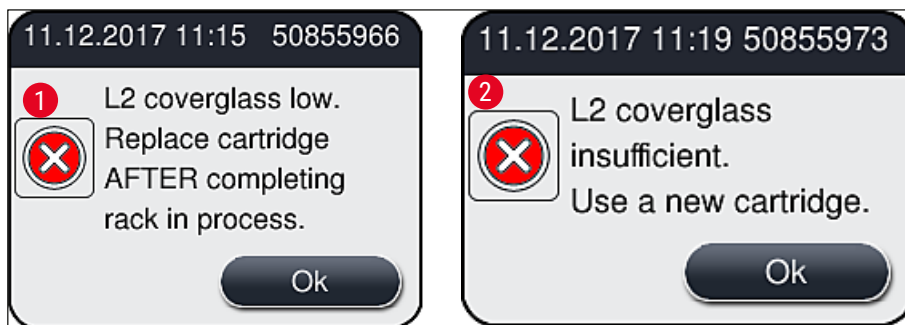 11.12.2017 11:15 50855966
1
L2 coverglass low.
Replace cartridge
AFTER completing
rack in process.
Ok
11.12.2017 11:19 50855973
2
L2 coverglass
insufficient.
Use a new cartridge.
Ok